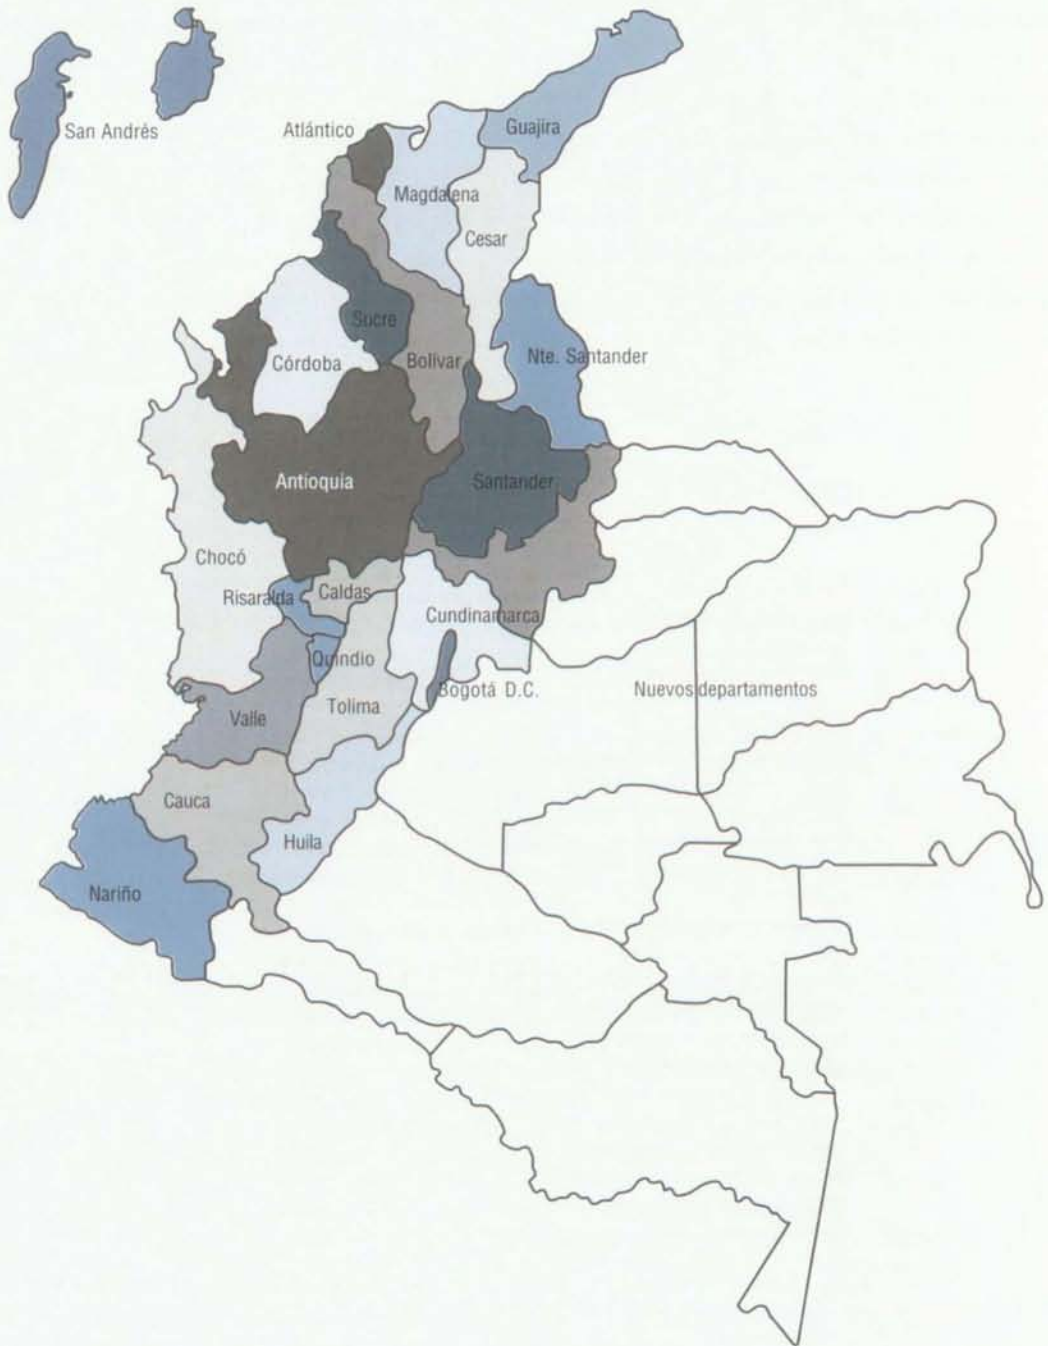 San Andrés
Atlántico
Guajira
Magdalena
Cesar
Sucre
Córdoba
Bolívar
Nte. Santander
Antioquia
Santander
Chocó
Risaralda
Caldas
Cundinamarca
Quindio
Bogotá D.C.
Nuevos departamentos
Tolima
Valle
Cauca
Huila
Nariño